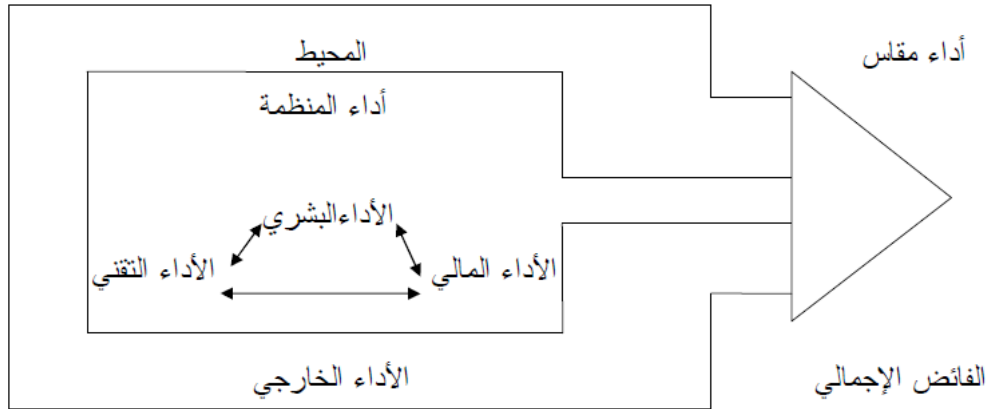 المحيط
أداء مقاس
أداء المنظمة
الأداءالبشري
الأداء المالي
الأداء التقني
الأداء الخارجي
الفائض الإجمالي